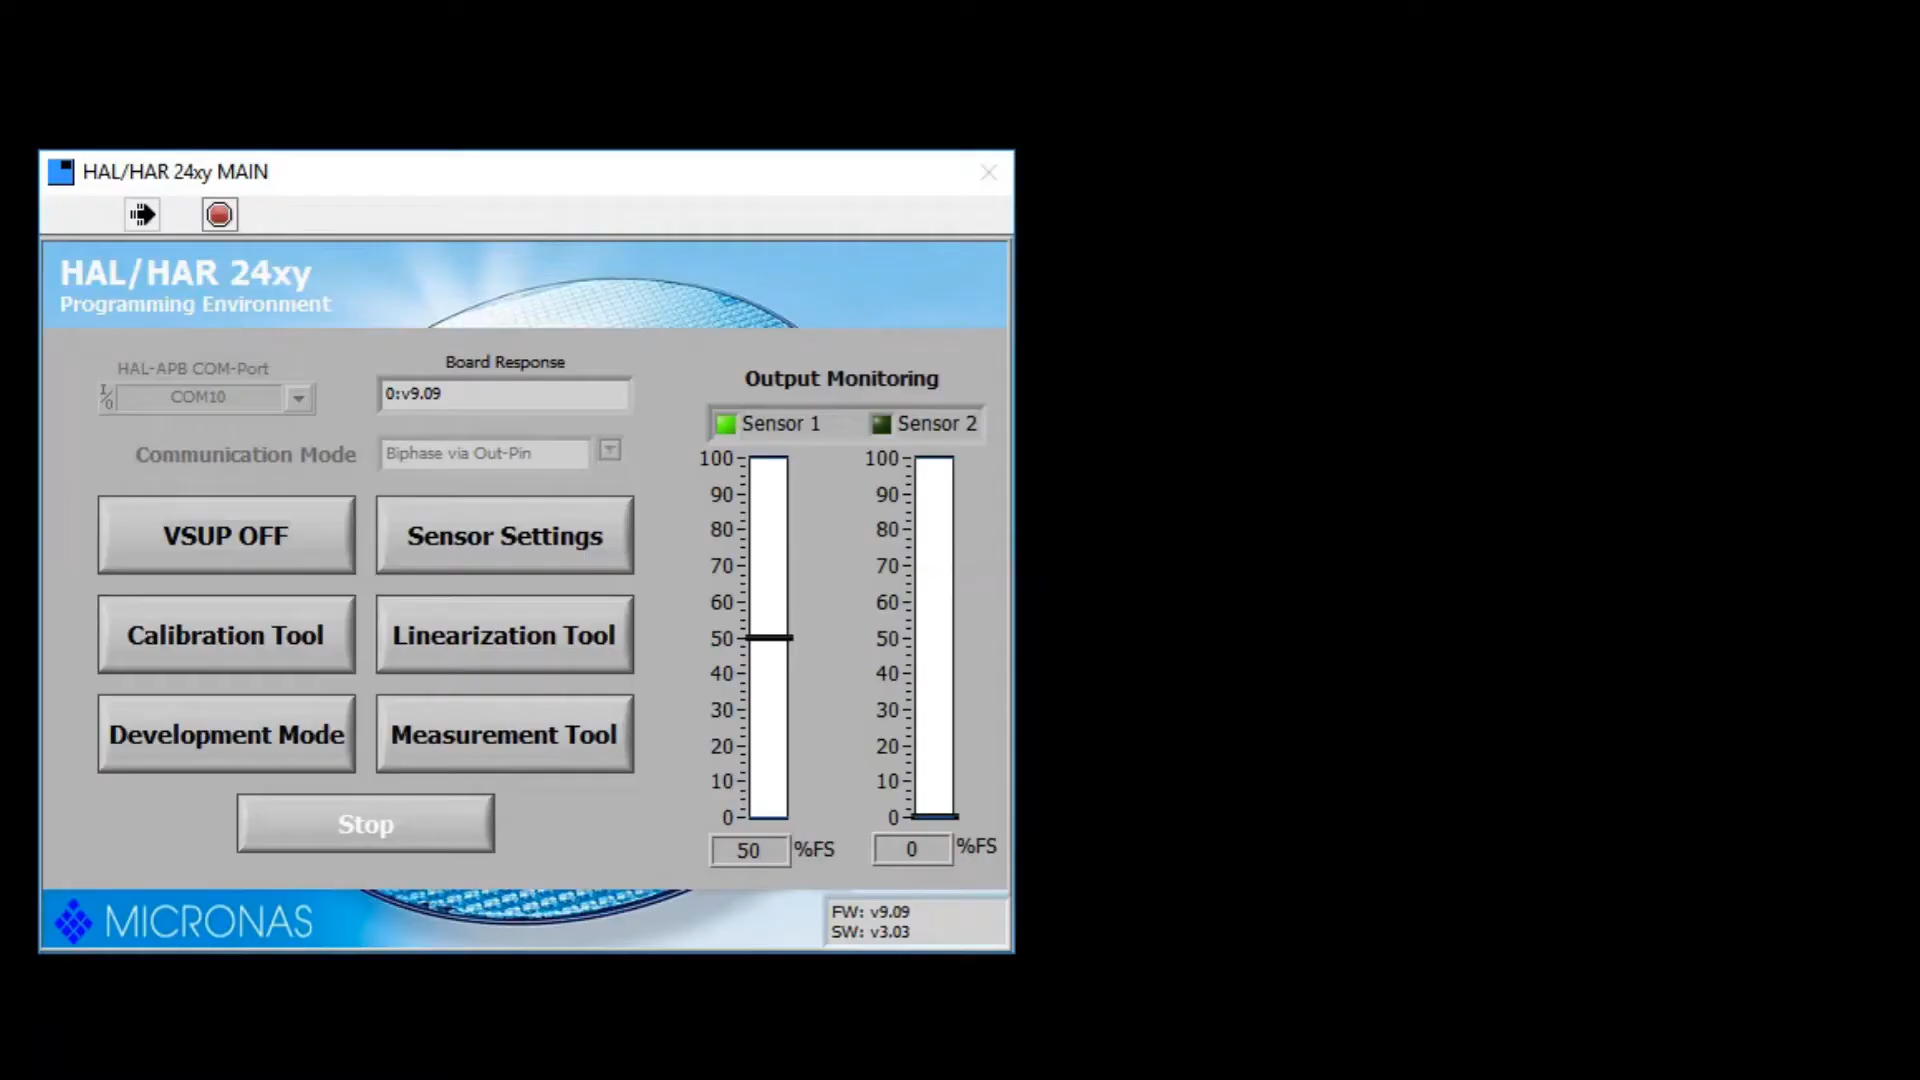 HAL/HAR 24xy MAIN
HAL/HAR 24xy
Programming Environment
HAL-APB COM-Port
I/O
COM10
Board Response
0:v9.09
Communication Mode
Biphase via Out-Pin
VSUP OFF
Sensor Settings
Calibration Tool
Linearization Tool
Development Mode
Measurement Tool
Stop
Output Monitoring
Sensor 1
Sensor 2
100
90
80
70
60
50
40
30
20
10
0
50 %FS
100
90
80
70
60
50
40
30
20
10
0
0 %FS
MICRONAS
FW: v9.09
SW: v3.03